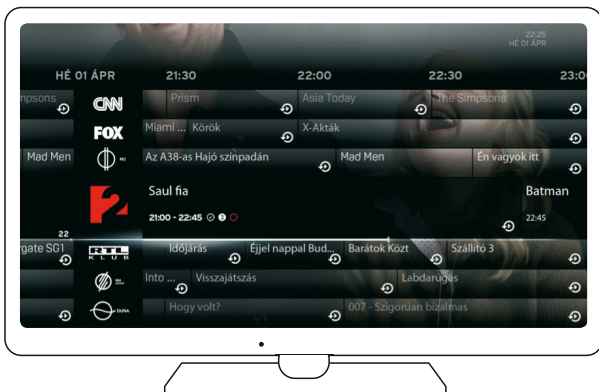 22:25
HÉ 01 ÁPR
HÉ 01 ÁPR 21:30 22:00 22:30 23:0
mpsons CNN Prism Asia Today The Simpsons
FOX Miami ... Körök X-Akták
Mad Men M2 Az A38-as Hajó színpadán Mad Men Én vagyok itt
2 Saul fia Batman
21:00 - 22:45 22:45
22
rgate SG1 RTL KLUB Időjárás Éjjel nappal Bud... Barátok Közt Szállító 3
Into ... Visszajátszás Labdarúgás
DUNA Hogy volt? 007 - Szigorúan bizalmas